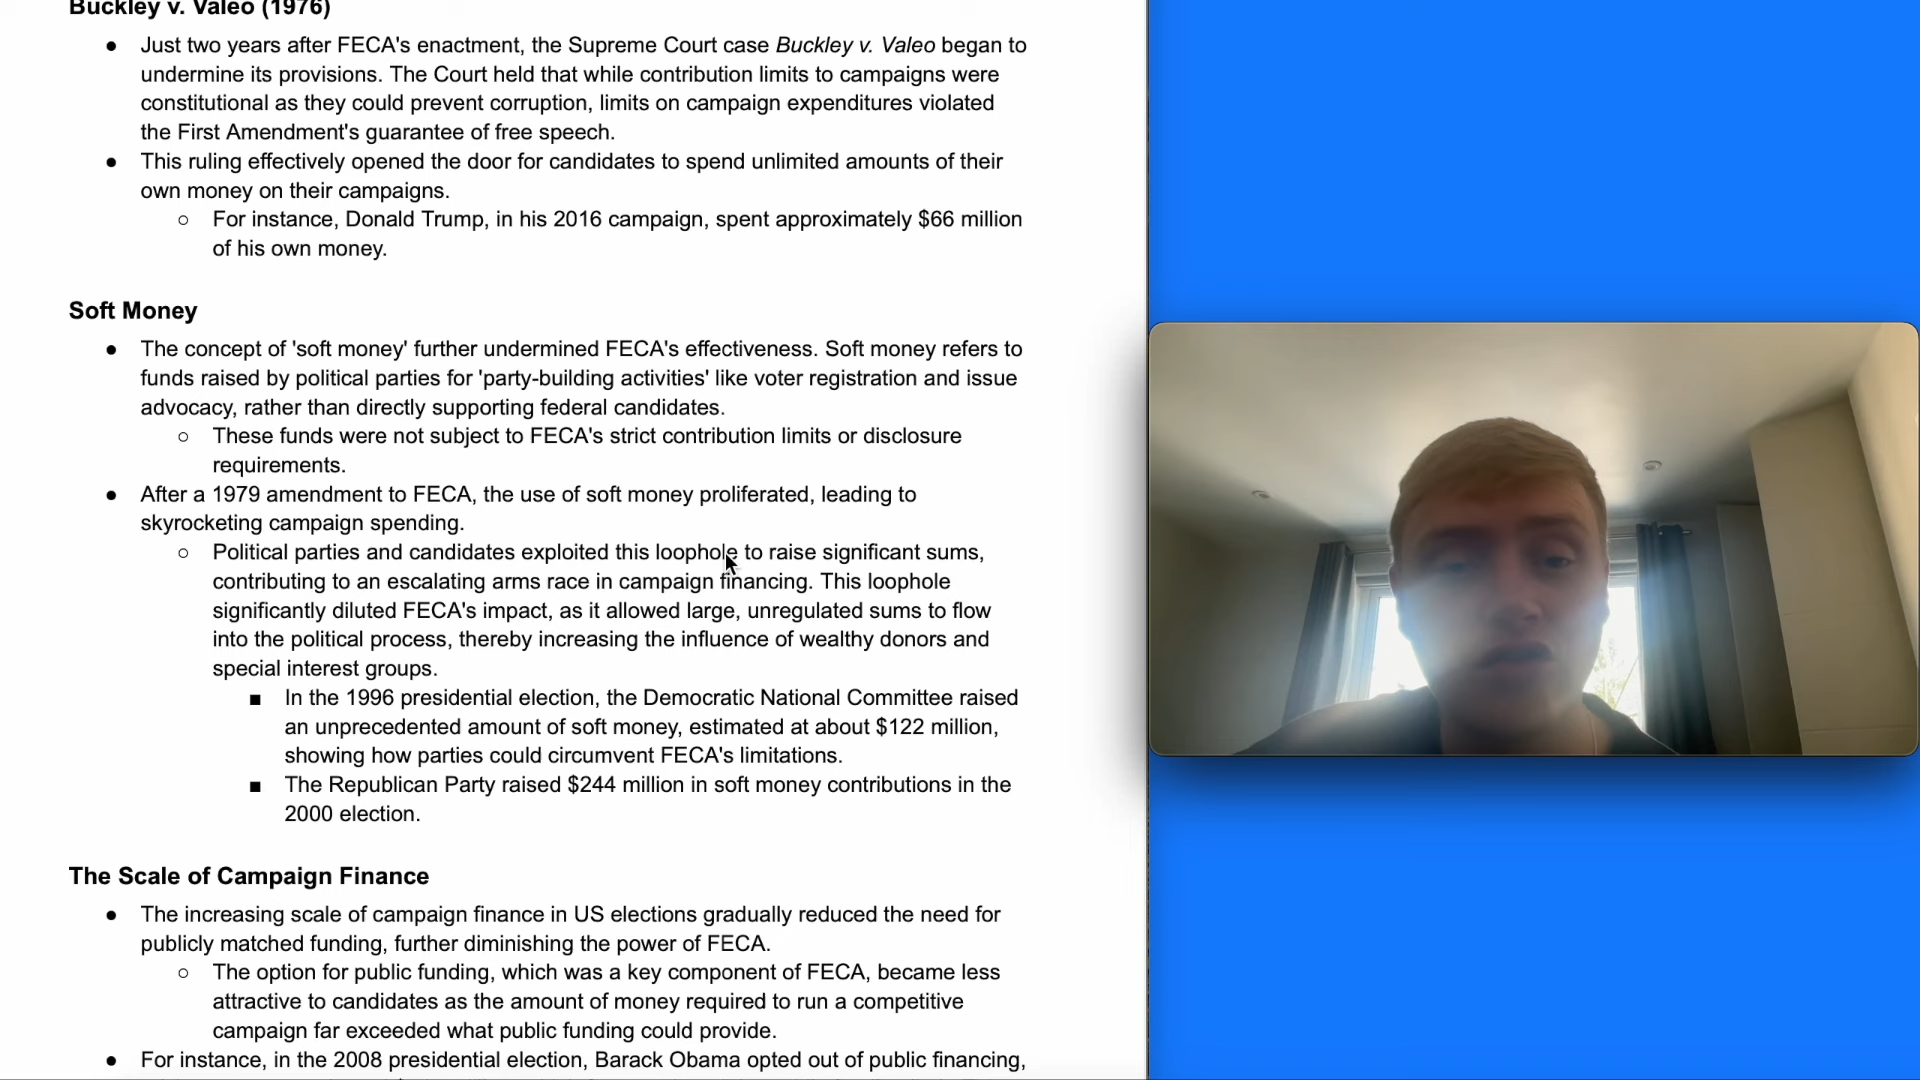 Buckley v. Valeo (1976)
● Just two years after FECA's enactment, the Supreme Court case Buckley v. Valeo began to
undermine its provisions. The Court held that while contribution limits to campaigns were
constitutional as they could prevent corruption, limits on campaign expenditures violated
the First Amendment's guarantee of free speech.
● This ruling effectively opened the door for candidates to spend unlimited amounts of their
own money on their campaigns.
○ For instance, Donald Trump, in his 2016 campaign, spent approximately $66 million
of his own money.
Soft Money
● The concept of 'soft money' further undermined FECA's effectiveness. Soft money refers to
funds raised by political parties for 'party-building activities' like voter registration and issue
advocacy, rather than directly supporting federal candidates.
○ These funds were not subject to FECA's strict contribution limits or disclosure
requirements.
● After a 1979 amendment to FECA, the use of soft money proliferated, leading to
skyrocketing campaign spending.
○ Political parties and candidates exploited this loophole to raise significant sums,
contributing to an escalating arms race in campaign financing. This loophole
significantly diluted FECA's impact, as it allowed large, unregulated sums to flow
into the political process, thereby increasing the influence of wealthy donors and
special interest groups.
■ In the 1996 presidential election, the Democratic National Committee raised
an unprecedented amount of soft money, estimated at about $122 million,
showing how parties could circumvent FECA's limitations.
■ The Republican Party raised $244 million in soft money contributions in the
2000 election.
The Scale of Campaign Finance
● The increasing scale of campaign finance in US elections gradually reduced the need for
publicly matched funding, further diminishing the power of FECA.
○ The option for public funding, which was a key component of FECA, became less
attractive to candidates as the amount of money required to run a competitive
campaign far exceeded what public funding could provide.
● For instance, in the 2008 presidential election, Barack Obama opted out of public financing,